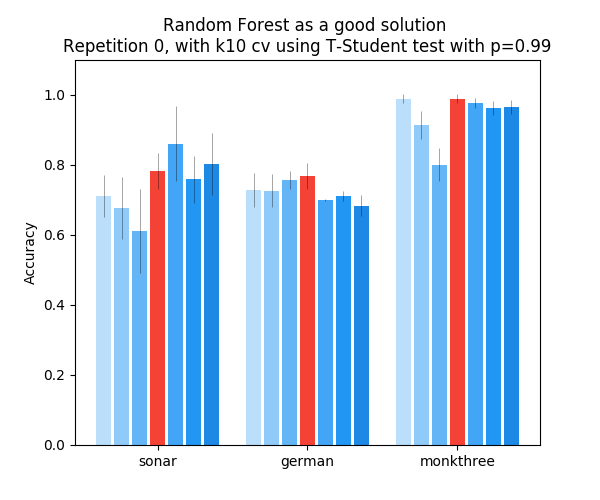 Random Forest as a good solution
Repetition 0, with k10 cv using T-Student test with p=0.99
Accuracy
1.0
0.8
0.6
0.4
0.2
0.0
sonar
german
monkthree